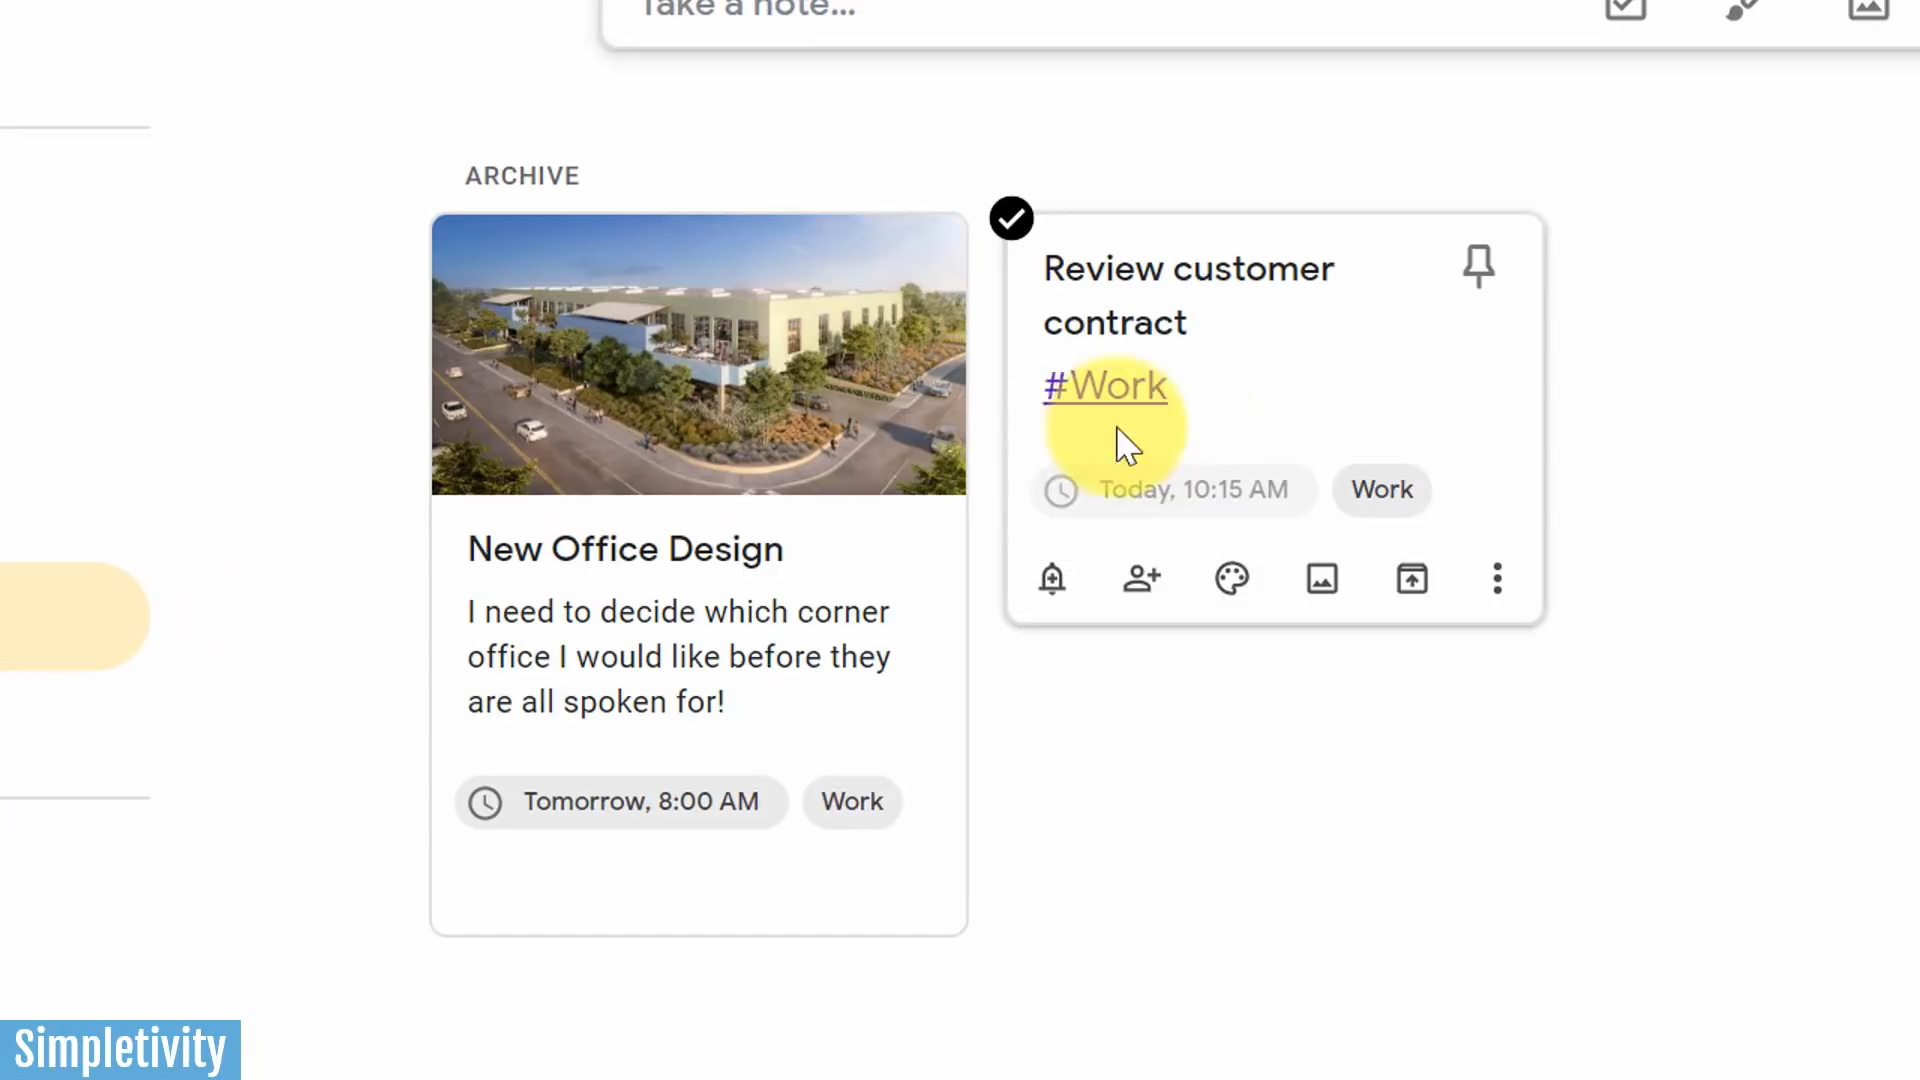 Take a note...
ARCHIVE
New Office Design
I need to decide which corner
office I would like before they
are all spoken for!
Tomorrow, 8:00 AM
Work
Review customer
contract
#Work
Today, 10:15 AM
Work
Simpletivity